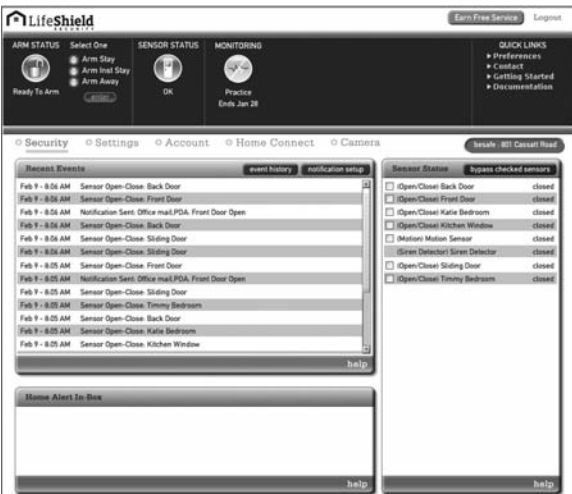 LifeShield
SECURITY
Earn Free Service Logout
ARM STATUS
Ready To Arm
Select One
Arm Stay
Arm Inst Stay
Arm Away
enter
SENSOR STATUS
OK
MONITORING
Practice
Ends Jan 28
QUICK LINKS
Preferences
Contact
Getting Started
Documentation
Security Settings Account Home Connect Camera
besafe - 801 Cassatt Road
Recent Events event history notification setup
Feb 9 - 8:06 AM Sensor Open-Close: Back Door
Feb 9 - 8:06 AM Sensor Open-Close: Front Door
Feb 9 - 8:06 AM Notification Sent: Office mail,PDA: Front Door Open
Feb 9 - 8:06 AM Sensor Open-Close: Back Door
Feb 9 - 8:06 AM Sensor Open-Close: Sliding Door
Feb 9 - 8:06 AM Sensor Open-Close: Sliding Door
Feb 9 - 8:05 AM Sensor Open-Close: Front Door
Feb 9 - 8:05 AM Notification Sent: Office mail,PDA: Front Door Open
Feb 9 - 8:05 AM Sensor Open-Close: Sliding Door
Feb 9 - 8:05 AM Sensor Open-Close: Timmy Bedroom
Feb 9 - 8:05 AM Sensor Open-Close: Back Door
Feb 9 - 8:05 AM Sensor Open-Close: Katie Bedroom
Feb 9 - 8:05 AM Sensor Open-Close: Kitchen Window
help
Home Alert In-Box
help
Sensor Status bypass checked sensors
(Open/Close) Back Door closed
(Open/Close) Front Door closed
(Open/Close) Katie Bedroom closed
(Open/Close) Kitchen Window closed
(Motion) Motion Sensor closed
(Siren Detector) Siren Detector closed
(Open/Close) Sliding Door closed
(Open/Close) Timmy Bedroom closed
help